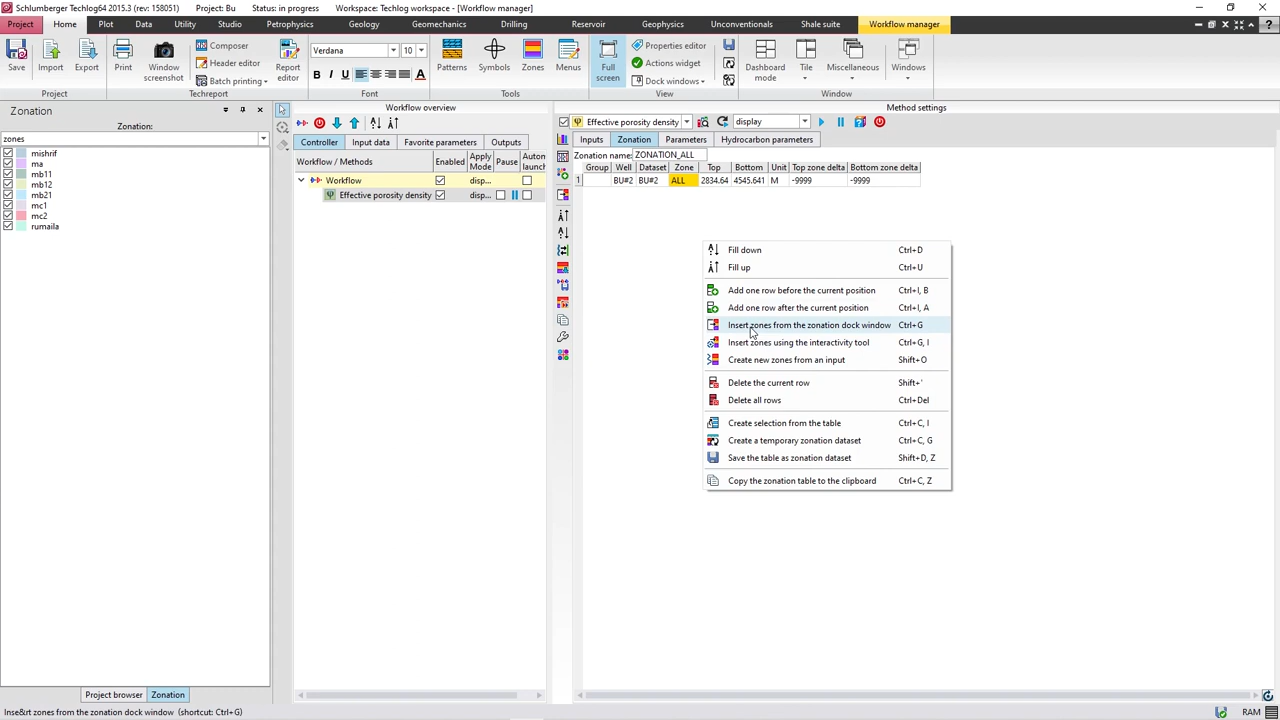 Schlumberger Techlog64 2015.3 (rev: 158051) Project: Bu Status: in progress Workspace: Techlog workspace - [Workflow manager]
Project Home Plot Data Utility Studio Petrophysics Geology Geomechanics Drilling Reservoir Geophysics Unconventionals Shale suite Workflow manager
Save Import Export Print Window screenshot Composer Header editor Batch printing Report editor
Verdana 10
B I U A
Patterns Symbols Zones Menus Full screen Properties editor Actions widget Dock windows Dashboard mode Tile Miscellaneous Windows
Project Techreport Font Tools View Window
Zonation
Zonation:
zones
mishrif
ma
mb11
mb12
mb21
mc1
mc2
rumaila
Project browser Zonation
Workflow overview
Controller Input data Favorite parameters Outputs
Workflow / Methods Enabled Apply Mode Pause Auton launch
Workflow disp...
Effective porosity density disp...
Method settings
Effective porosity density display
Inputs Zonation Parameters Hydrocarbon parameters
Zonation name: ZONATION_ALL
Group Well Dataset Zone Top Bottom Unit Top zone delta Bottom zone delta
1 BU#2 BU#2 ALL 2834.64 4545.641 M -9999 -9999
Fill down Ctrl+D
Fill up Ctrl+U
Add one row before the current position Ctrl+I, B
Add one row after the current position Ctrl+I, A
Insert zones from the zonation dock window Ctrl+G
Insert zones using the interactivity tool Ctrl+G, I
Create new zones from an input Shift+O
Delete the current row Shift+'
Delete all rows Ctrl+Del
Create selection from the table Ctrl+C, I
Create a temporary zonation dataset Ctrl+C, G
Save the table as zonation dataset Shift+D, Z
Copy the zonation table to the clipboard Ctrl+C, Z
Inse&rt zones from the zonation dock window (shortcut: Ctrl+G)
RAM